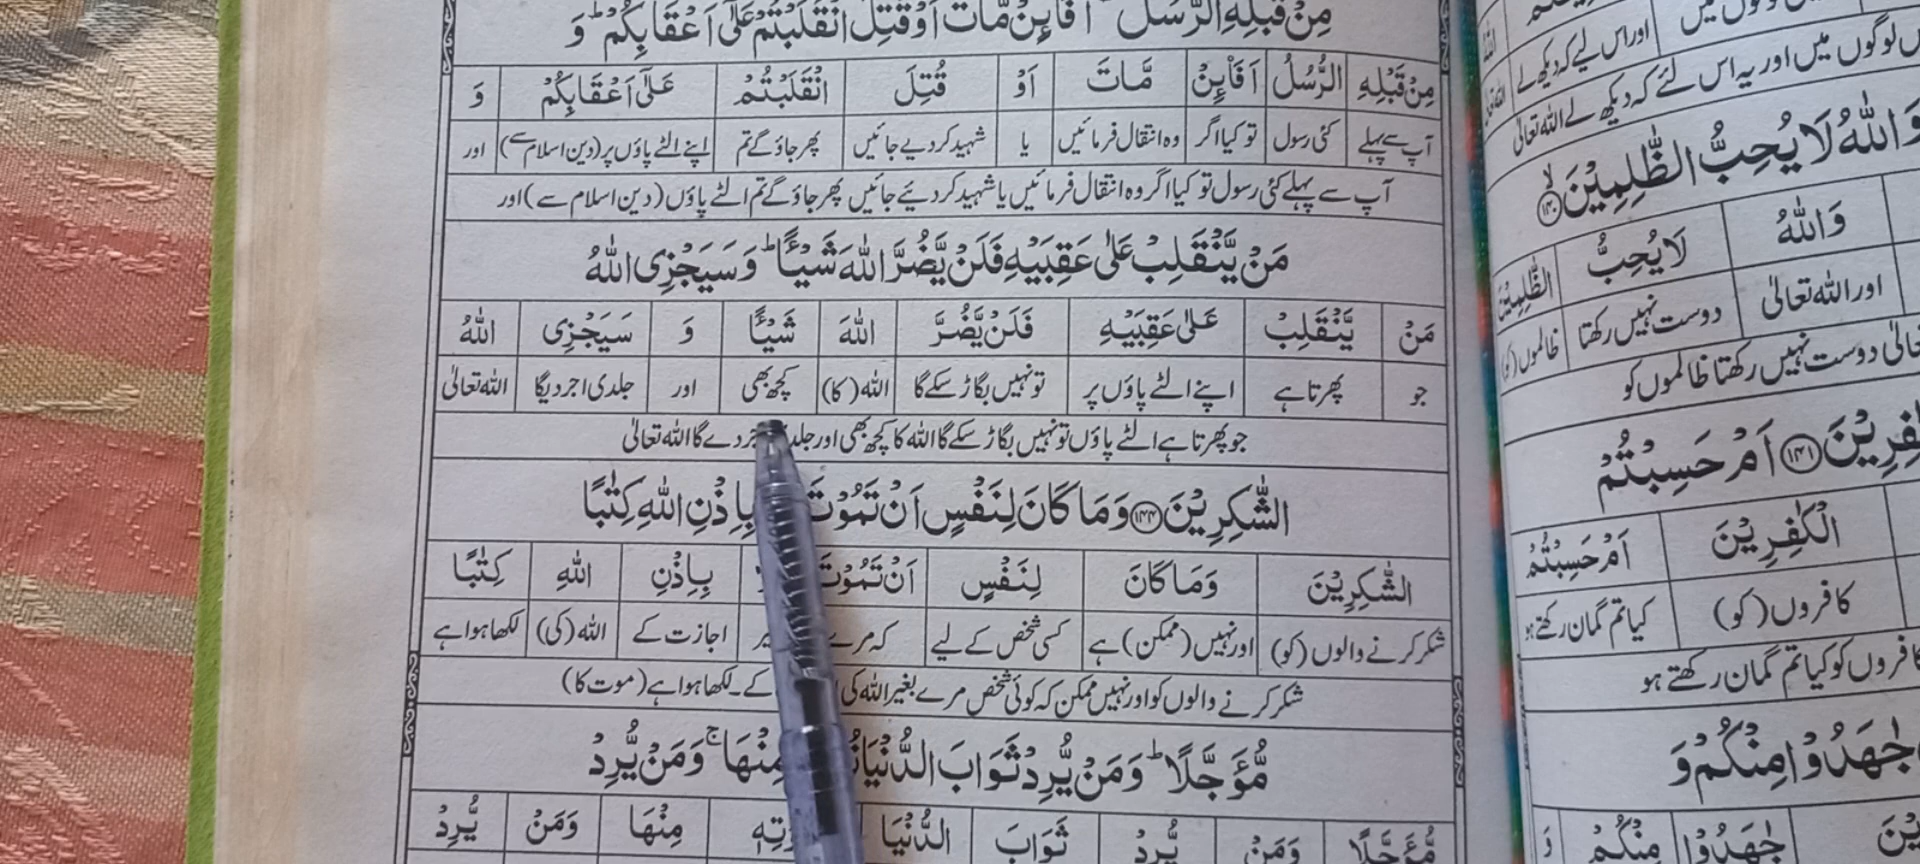 مِنْ قَبْلِهِ الرُّسُلُ ۚ اَفَا۟ئِنْ مَّاتَ اَوْ قُتِلَ انْقَلَبْتُمْ عَلٰۤى اَعْقَابِكُمْ ؕ وَ
مِنْ قَبْلِهِ الرُّسُلُ اَفَا۟ئِنْ مَّاتَ اَوْ قُتِلَ انْقَلَبْتُمْ عَلٰۤى اَعْقَابِكُمْ وَ
آپ سے پہلے کئی رسول تو کیا اگر وہ انتقال فرمائیں یا شہید کر دیے جائیں پھر جاؤ گے تم اپنے الٹے پاؤں پر (دین اسلام سے) اور
آپ سے پہلے کئی رسول تو کیا اگر وہ انتقال فرمائیں یا شہید کر دئیے جائیں پھر جاؤ گے تم الٹے پاؤں (دین اسلام سے) اور
مَنْ يَّنْقَلِبْ عَلٰى عَقِبَيْهِ فَلَنْ يَّضُرَّ اللّٰهَ شَيْـًٔا ؕ وَ سَيَجْزِى اللّٰهُ
مَنْ يَّنْقَلِبْ عَلٰى عَقِبَيْهِ فَلَنْ يَّضُرَّ اللّٰهَ شَيْـًٔا وَ سَيَجْزِى اللّٰهُ
جو پھرتا ہے اپنے الٹے پاؤں پر تو نہیں بگاڑ سکے گا اللہ (کا) کچھ بھی اور جلدی اجر دیگا اللہ تعالیٰ
جو پھرتا ہے الٹے پاؤں تو نہیں بگاڑ سکے گا اللہ کا کچھ بھی اور دے گا اللہ تعالیٰ
الشّٰكِرِيْنَ ۱۴۴ وَ مَا كَانَ لِنَفْسٍ اَنْ تَمُوْتَ بِاِذْنِ اللّٰهِ كِتٰبًا
الشّٰكِرِيْنَ وَ مَا كَانَ لِنَفْسٍ اَنْ تَمُوْتَ بِاِذْنِ اللّٰهِ كِتٰبًا
شکر کرنے والوں (کو) اور نہیں (ممکن) ہے کسی شخص کے لیے کہ مرے اجازت کے اللہ (کی) لکھا ہوا ہے
شکر کرنے والوں کو اور نہیں ممکن کہ کوئی شخص مرے بغیر اللہ کی کے۔ لکھا ہوا ہے (موت کا)
مُّؤَجَّلًا ؕ وَ مَنْ يُّرِدْ ثَوَابَ الدُّنْيَا مِنْهَا ۚ وَ مَنْ يُّرِدْ
مُّؤَجَّلًا وَمَنْ يُّرِدْ ثَوَابَ الدُّنْيَا مِنْهَا وَمَنْ يُّرِدْ
اور اس لیے کہ دیکھ لے
لوگوں میں اور یہ اس لئے کہ دیکھ لے اللہ تعالیٰ
وَاللّٰهُ لَا يُحِبُّ الظّٰلِمِيْنَ ۱۴۰
وَاللّٰهُ لَا يُحِبُّ الظّٰلِمِيْنَ
اور اللہ تعالیٰ دوست نہیں رکھتا ظالموں (کو)
دوست نہیں رکھتا ظالموں کو
۱۴۱ اَمْ حَسِبْتُمْ
الْكٰفِرِيْنَ اَمْ حَسِبْتُمْ
کافروں (کو) کیا تم گمان رکھتے ہو
کافروں کو کیا تم گمان رکھتے ہو
جٰهَدُوْا مِنْكُمْ وَ
جٰهَدُوْا مِنْكُمْ وَ